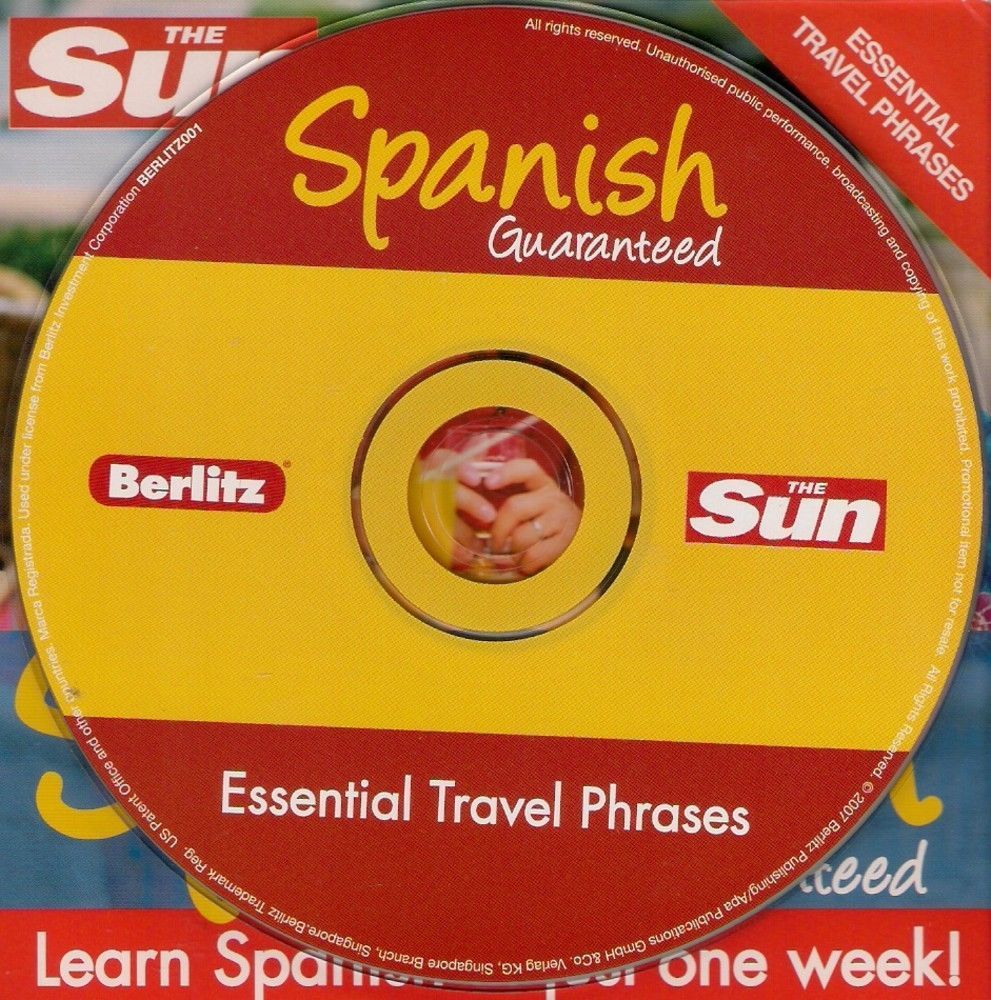 THE
Su
ESSENTIAL
TRAVEL PHRASES
Spanish
Guaranteed
Berlitz®
THE
Sun
Essential Travel Phrases
All rights reserved. Unauthorised public performance, broadcasting and copying of this work prohibited. Promotional item not for resale. All Rights Reserved. © 2007 Berlitz Publishing/Apa Publications GmbH &Co. Verlag KG, Singapore Branch, Singapore.Berlitz Trademark Reg. US Patent Office and other countries. Marca Registrada. Used under license from Berlitz Investment Corporation BERLITZ001
eed
Learn Span one week!